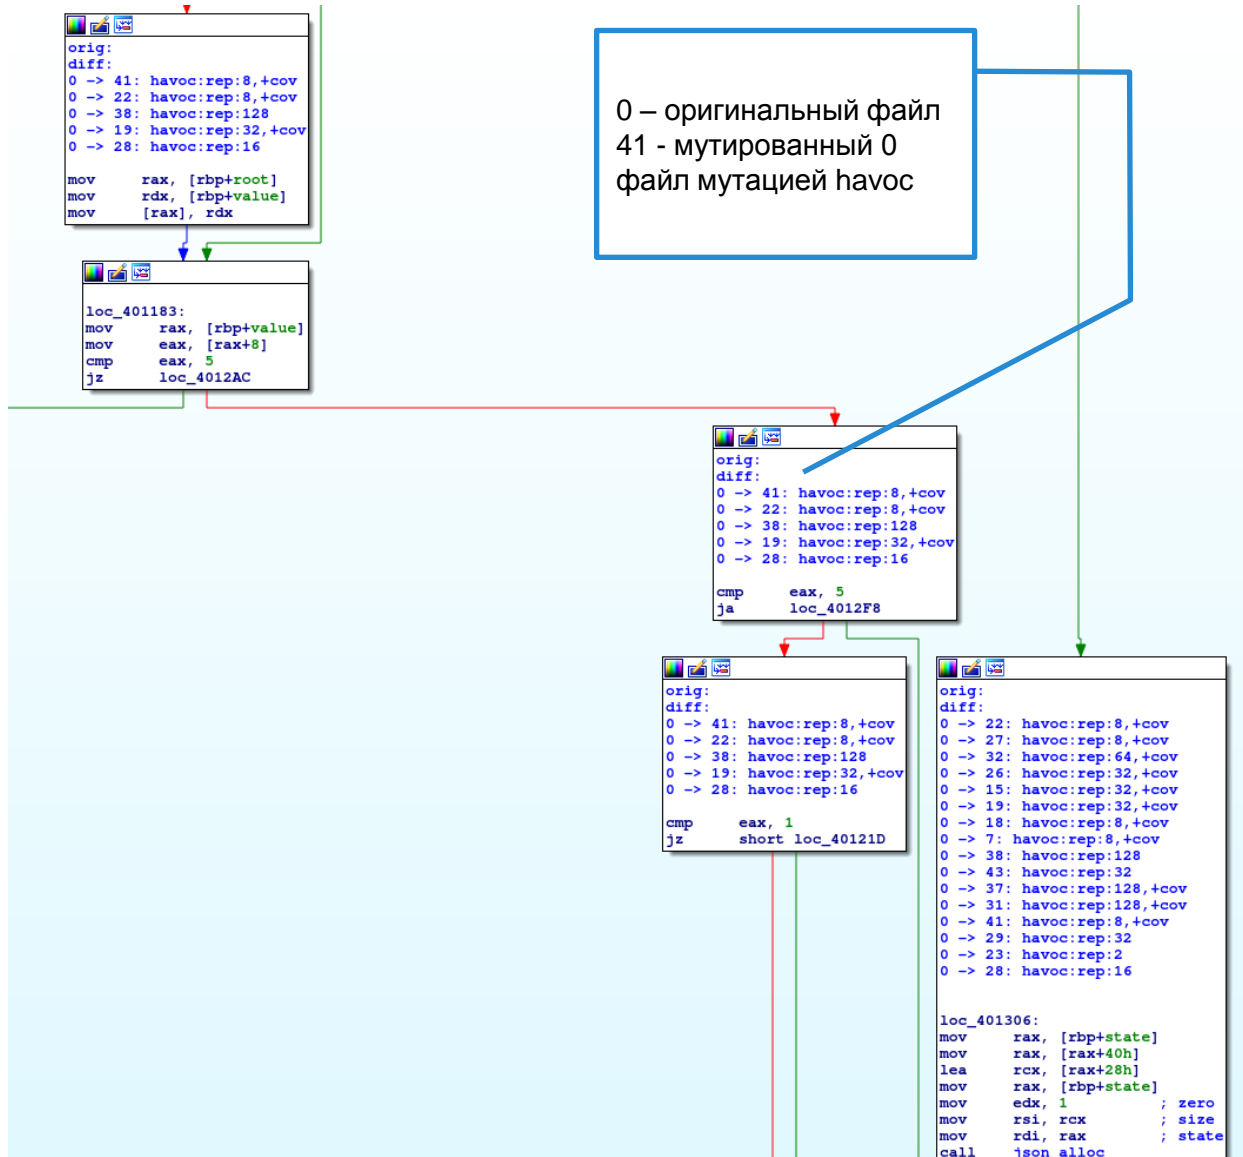 orig:
diff:
0 -> 41: havoc:rep:8,+cov
0 -> 22: havoc:rep:8,+cov
0 -> 38: havoc:rep:128
0 -> 19: havoc:rep:32,+cov
0 -> 28: havoc:rep:16
mov rax, [rbp+root]
mov rdx, [rbp+value]
mov [rax], rdx
0 – оригинальный файл
41 - мутированный 0
файл мутацией havoc
loc_401183:
mov rax, [rbp+value]
mov eax, [rax+8]
cmp eax, 5
jz loc_4012AC
orig:
diff:
0 -> 41: havoc:rep:8,+cov
0 -> 22: havoc:rep:8,+cov
0 -> 38: havoc:rep:128
0 -> 19: havoc:rep:32,+cov
0 -> 28: havoc:rep:16
cmp eax, 5
ja loc_4012F8
orig:
diff:
0 -> 41: havoc:rep:8,+cov
0 -> 22: havoc:rep:8,+cov
0 -> 38: havoc:rep:128
0 -> 19: havoc:rep:32,+cov
0 -> 28: havoc:rep:16
cmp eax, 1
jz short loc_40121D
orig:
diff:
0 -> 22: havoc:rep:8,+cov
0 -> 27: havoc:rep:8,+cov
0 -> 32: havoc:rep:64,+cov
0 -> 26: havoc:rep:32,+cov
0 -> 15: havoc:rep:32,+cov
0 -> 19: havoc:rep:32,+cov
0 -> 18: havoc:rep:8,+cov
0 -> 7: havoc:rep:8,+cov
0 -> 38: havoc:rep:128
0 -> 43: havoc:rep:32
0 -> 37: havoc:rep:128,+cov
0 -> 31: havoc:rep:128,+cov
0 -> 41: havoc:rep:8,+cov
0 -> 29: havoc:rep:32
0 -> 23: havoc:rep:2
0 -> 28: havoc:rep:16
loc_401306:
mov rax, [rbp+state]
mov rax, [rax+40h]
lea rcx, [rax+28h]
mov rax, [rbp+state]
mov edx, 1 ; zero
mov rsi, rcx ; size
mov rdi, rax ; state
call json_alloc